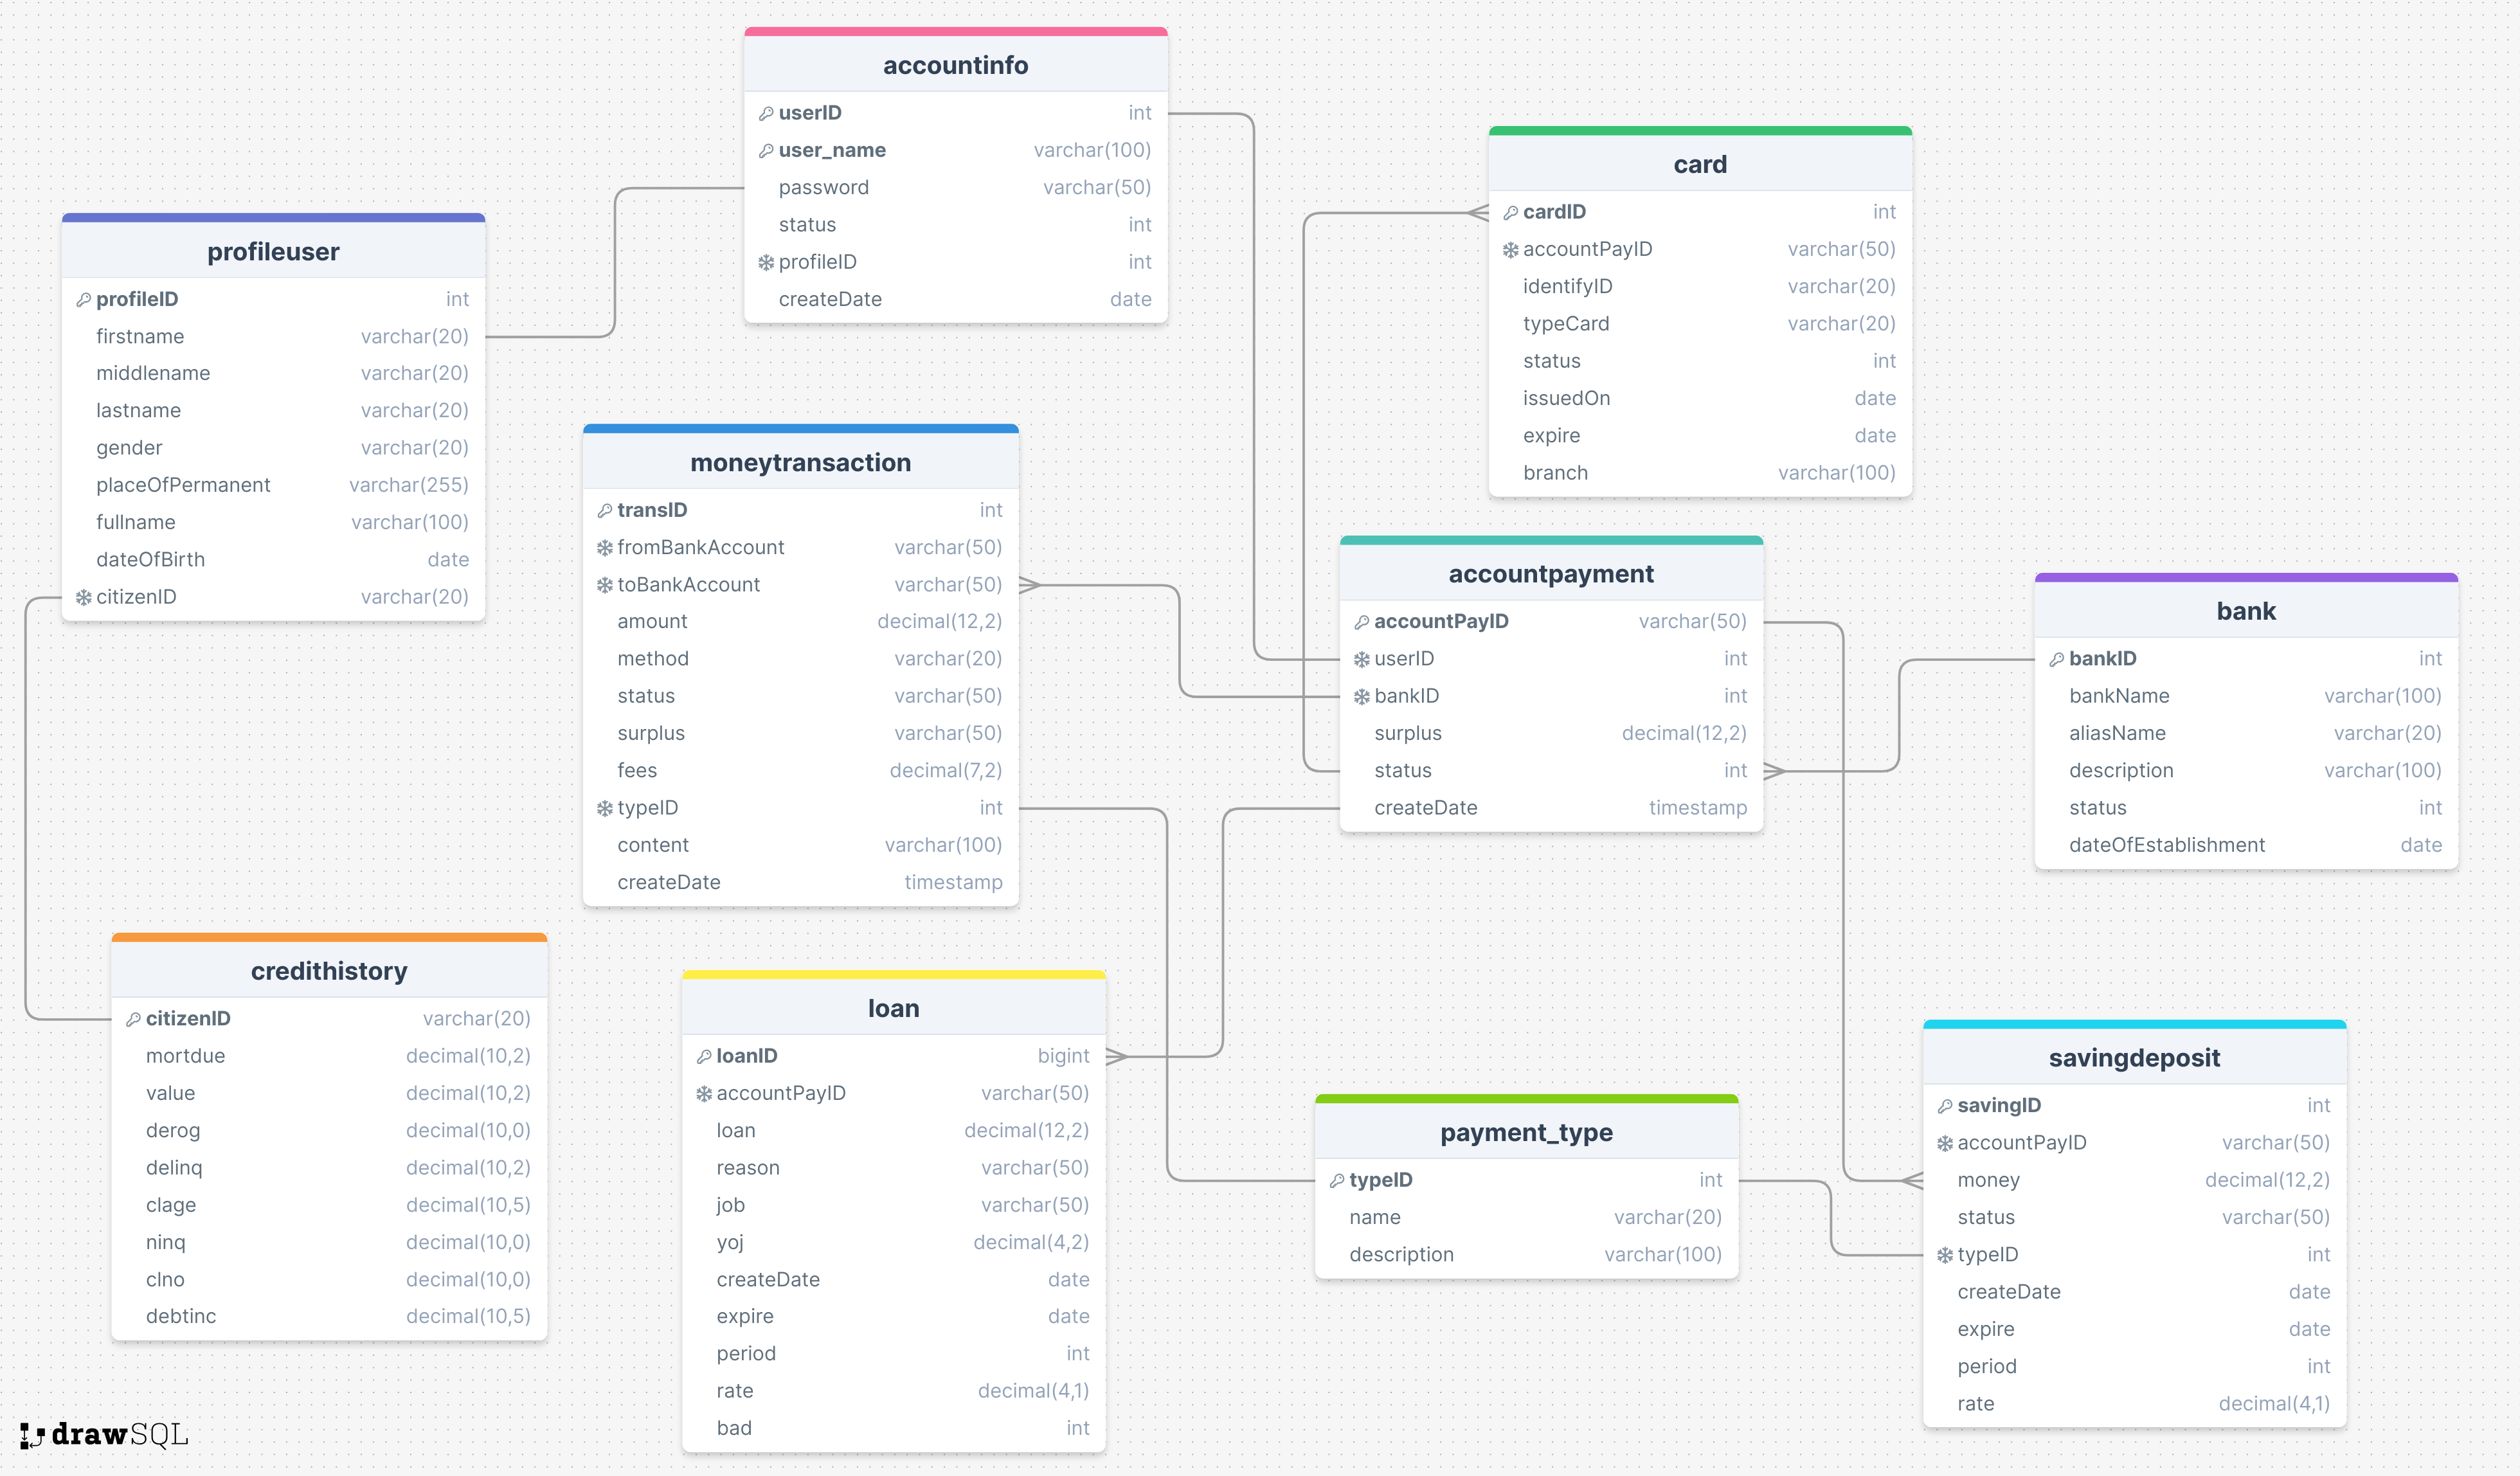 accountinfo
userID int
user_name varchar(100)
password varchar(50)
status int
profileID int
createDate date
card
cardID int
accountPayID varchar(50)
identifyID varchar(20)
typeCard varchar(20)
status int
issuedOn date
expire date
branch varchar(100)
profileuser
profileID int
firstname varchar(20)
middlename varchar(20)
lastname varchar(20)
gender varchar(20)
placeOfPermanent varchar(255)
fullname varchar(100)
dateOfBirth date
citizenID varchar(20)
moneytransaction
transID int
fromBankAccount varchar(50)
toBankAccount varchar(50)
amount decimal(12,2)
method varchar(20)
status varchar(50)
surplus varchar(50)
fees decimal(7,2)
typeID int
content varchar(100)
createDate timestamp
accountpayment
accountPayID varchar(50)
userID int
bankID int
surplus decimal(12,2)
status int
createDate timestamp
bank
bankID int
bankName varchar(100)
aliasName varchar(20)
description varchar(100)
status int
dateOfEstablishment date
credithistory
citizenID varchar(20)
mortdue decimal(10,2)
value decimal(10,2)
derog decimal(10,0)
delinq decimal(10,2)
clage decimal(10,5)
ninq decimal(10,0)
clno decimal(10,0)
debtinc decimal(10,5)
loan
loanID bigint
accountPayID varchar(50)
loan decimal(12,2)
reason varchar(50)
job varchar(50)
yoj decimal(4,2)
createDate date
expire date
period int
rate decimal(4,1)
bad int
payment_type
typeID int
name varchar(20)
description varchar(100)
savingdeposit
savingID int
accountPayID varchar(50)
money decimal(12,2)
status varchar(50)
typeID int
createDate date
expire date
period int
rate decimal(4,1)
drawSQL